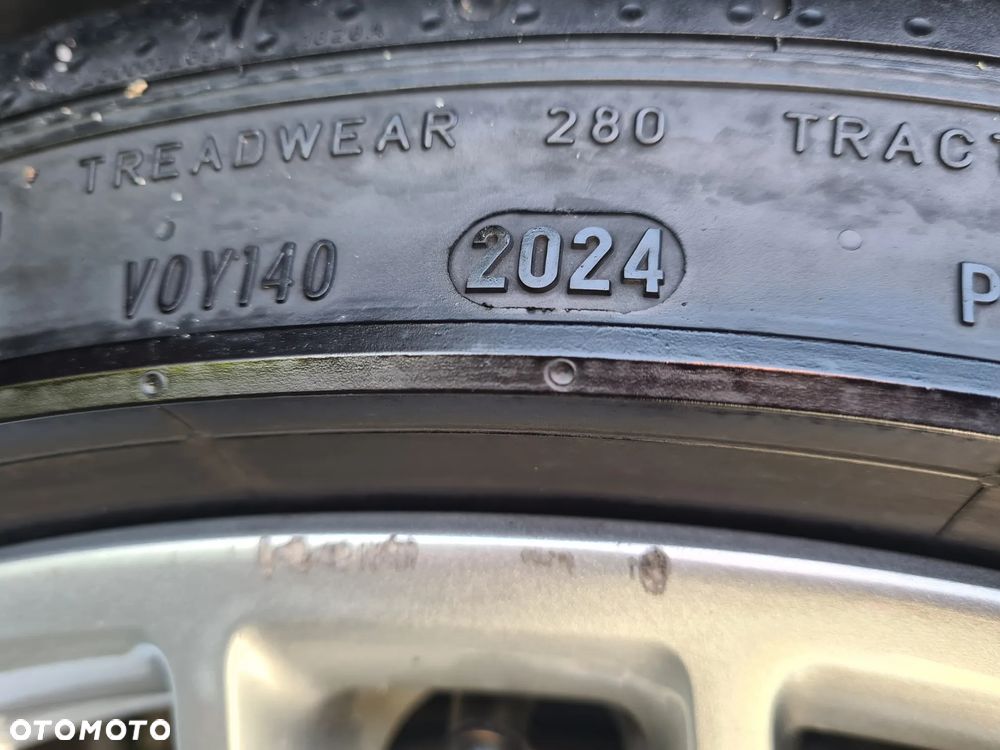 TREADWEAR 280 TRACT
V0Y140 2024 P
OTOMOTO